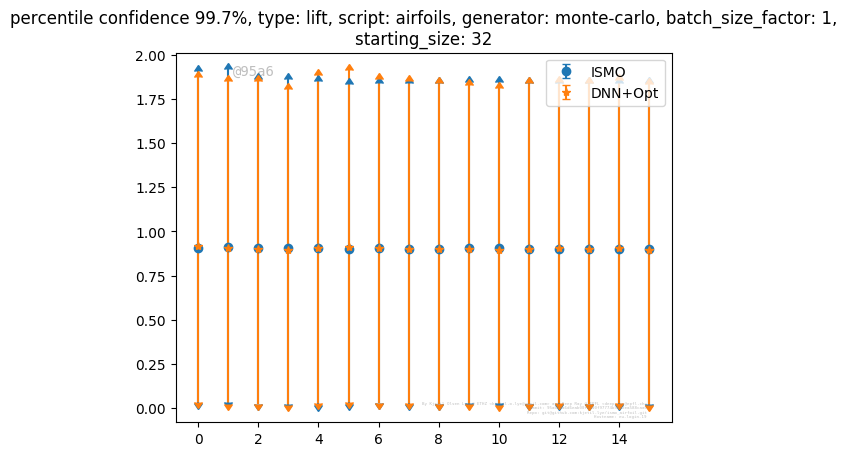 percentile confidence 99.7%, type: lift, script: airfoils, generator: monte-carlo, batch_size_factor: 1,
starting_size: 32
2.00
1.75
1.50
1.25
1.00
0.75
0.50
0.25
0.00
@95a6
ISMO
DNN+Opt
0 2 4 6 8 10 12 14